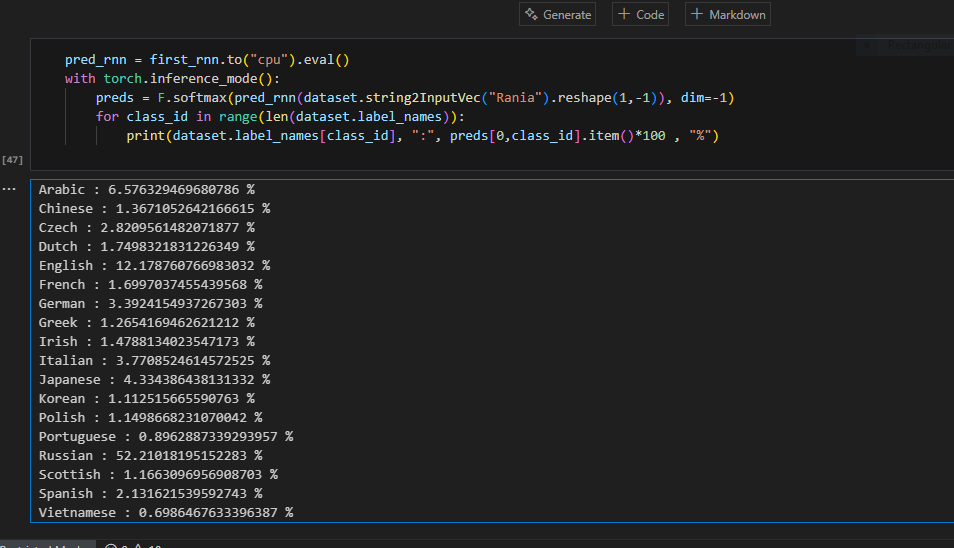 Generate + Code + Markdown
Rectangular
pred_rnn = first_rnn.to("cpu").eval()
with torch.inference_mode():
preds = F.softmax(pred_rnn(dataset.string2InputVec("Rania").reshape(1,-1)), dim=-1)
for class_id in range(len(dataset.label_names)):
print(dataset.label_names[class_id], ":", preds[0,class_id].item()*100 , "%")
[47]
...
Arabic : 6.576329469680786 %
Chinese : 1.3671052642166615 %
Czech : 2.8209561482071877 %
Dutch : 1.7498321831226349 %
English : 12.178760766983032 %
French : 1.6997037455439568 %
German : 3.3924154937267303 %
Greek : 1.2654169462621212 %
Irish : 1.4788134023547173 %
Italian : 3.7708524614572525 %
Japanese : 4.334386438131332 %
Korean : 1.112515665590763 %
Polish : 1.1498668231070042 %
Portuguese : 0.8962887339293957 %
Russian : 52.21018195152283 %
Scottish : 1.1663096956908703 %
Spanish : 2.131621539592743 %
Vietnamese : 0.6986467633396387 %